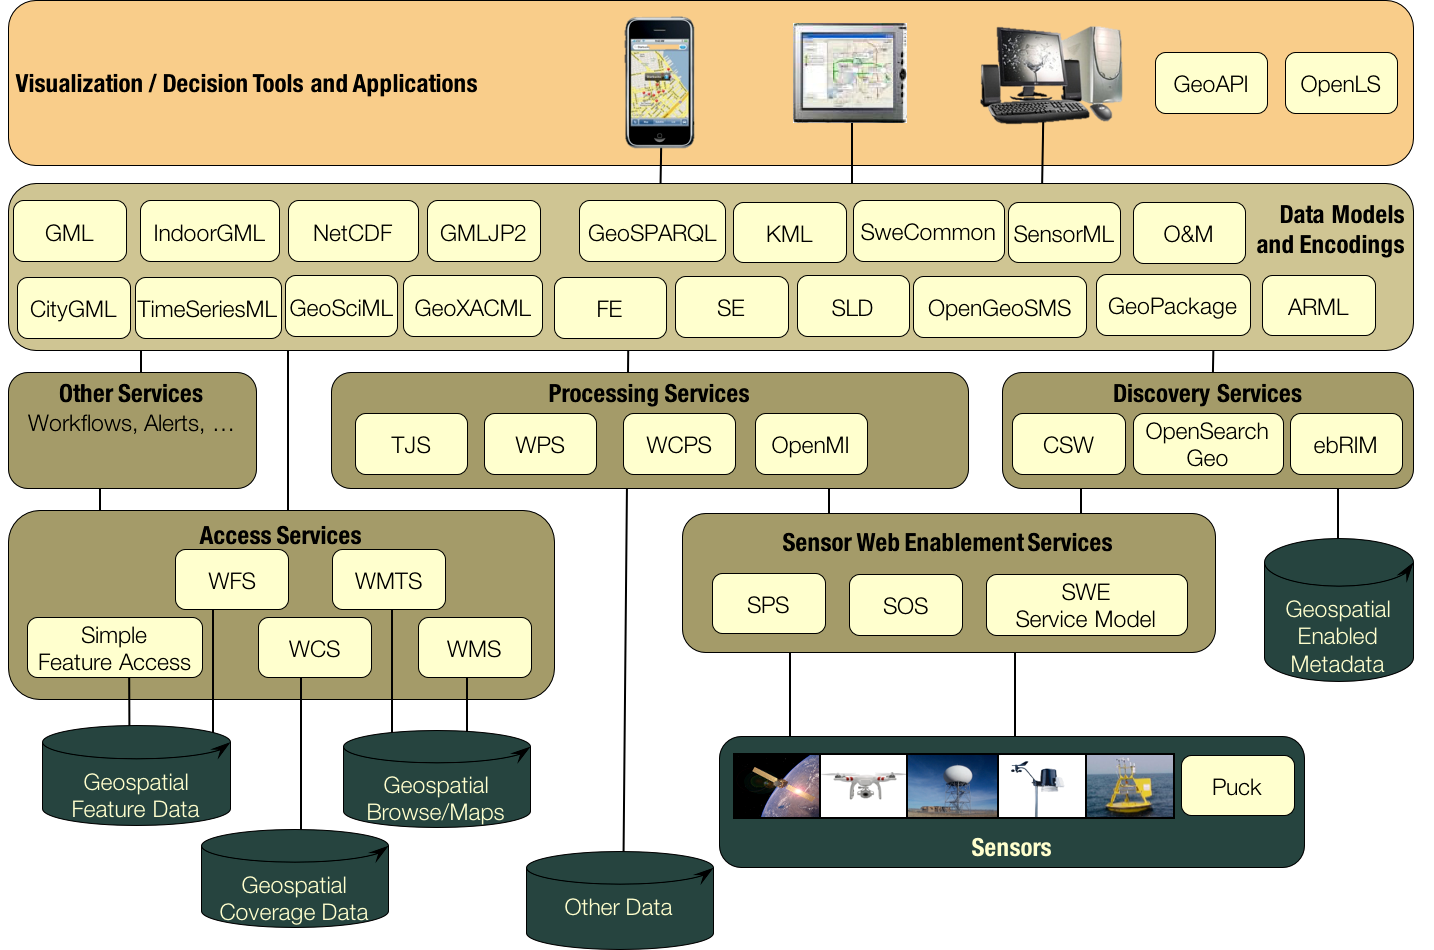 Visualization / Decision Tools and Applications
GeoAPI
OpenLS
Data Models
and Encodings
GML
IndoorGML
NetCDF
GMLJP2
GeoSPARQL
KML
SweCommon
SensorML
O&M
CityGML
TimeSeriesML
GeoSciML
GeoXACML
FE
SE
SLD
OpenGeoSMS
GeoPackage
ARML
Other Services
Workflows, Alerts, …
Processing Services
TJS
WPS
WCPS
OpenMI
Discovery Services
CSW
OpenSearch
Geo
ebRIM
Access Services
WFS
WMTS
Simple
Feature Access
WCS
WMS
Sensor Web Enablement Services
SPS
SOS
SWE
Service Model
Geospatial
Enabled
Metadata
Geospatial
Feature Data
Geospatial
Browse/Maps
Geospatial
Coverage Data
Other Data
Puck
Sensors